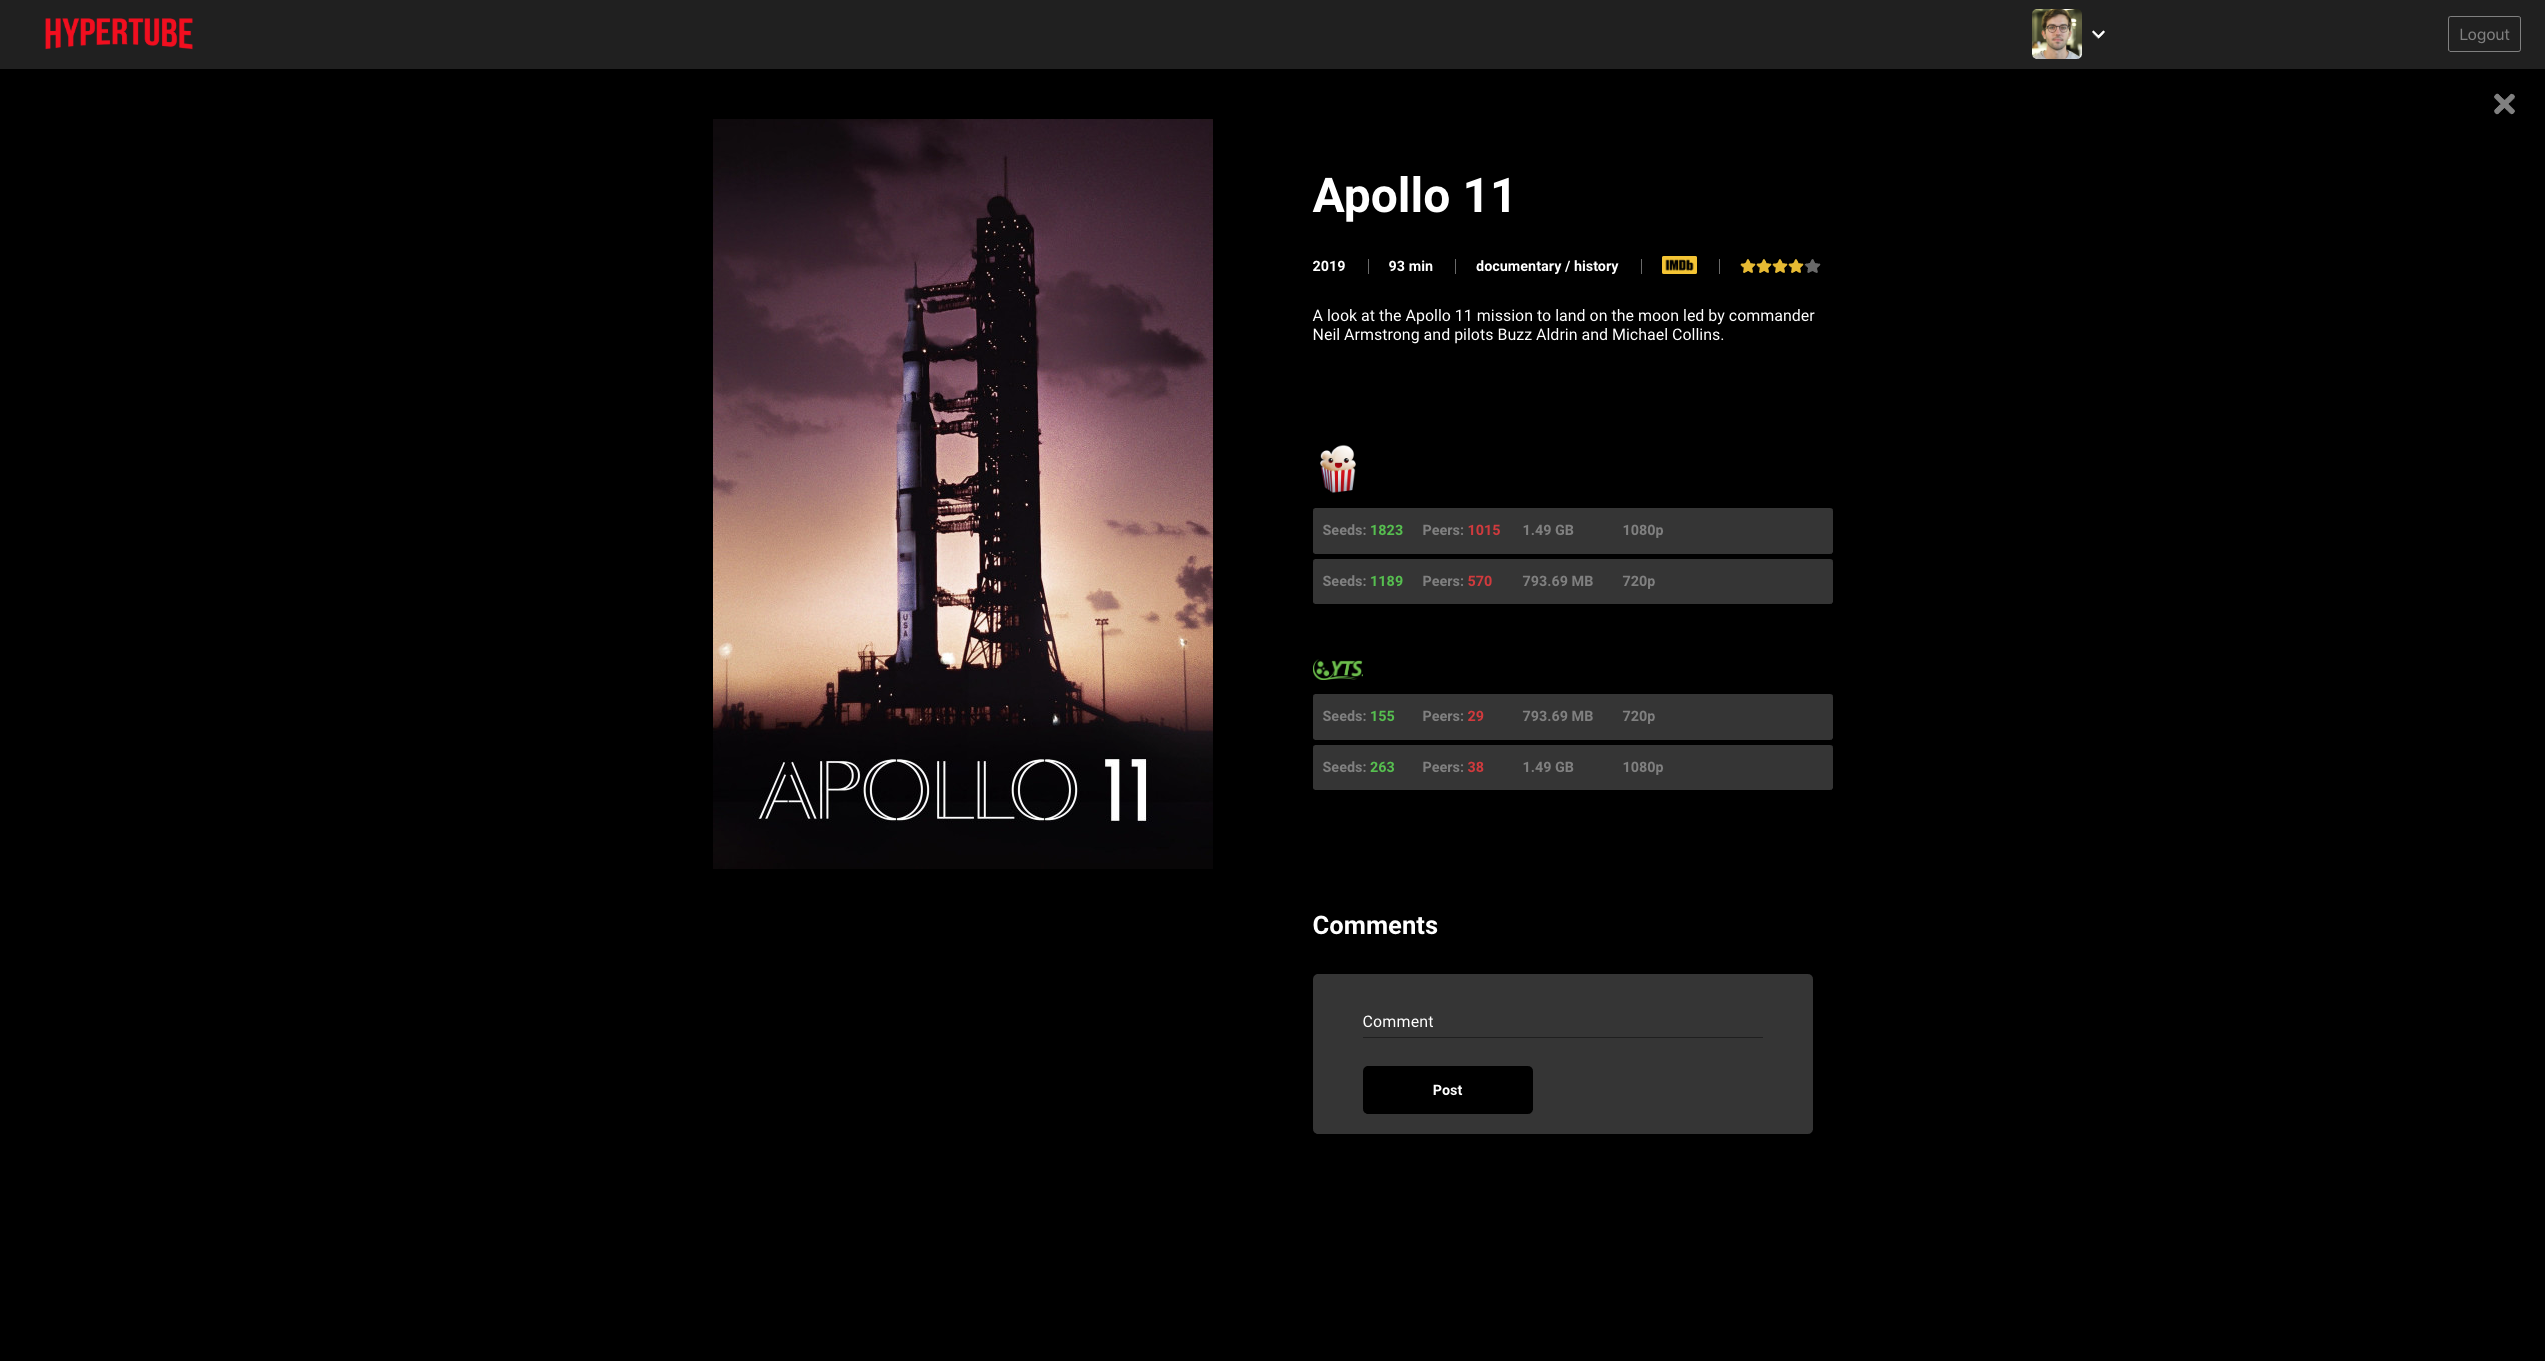 HYPERTUBE
Logout
Apollo 11
2019
93 min
documentary / history
IMDb
A look at the Apollo 11 mission to land on the moon led by commander
Neil Armstrong and pilots Buzz Aldrin and Michael Collins.
Seeds: 1823 Peers: 1015 1.49 GB 1080p
Seeds: 1189 Peers: 570 793.69 MB 720p
YTS
Seeds: 155 Peers: 29 793.69 MB 720p
Seeds: 263 Peers: 38 1.49 GB 1080p
USA
APOLLO 11
Comments
Comment
Post